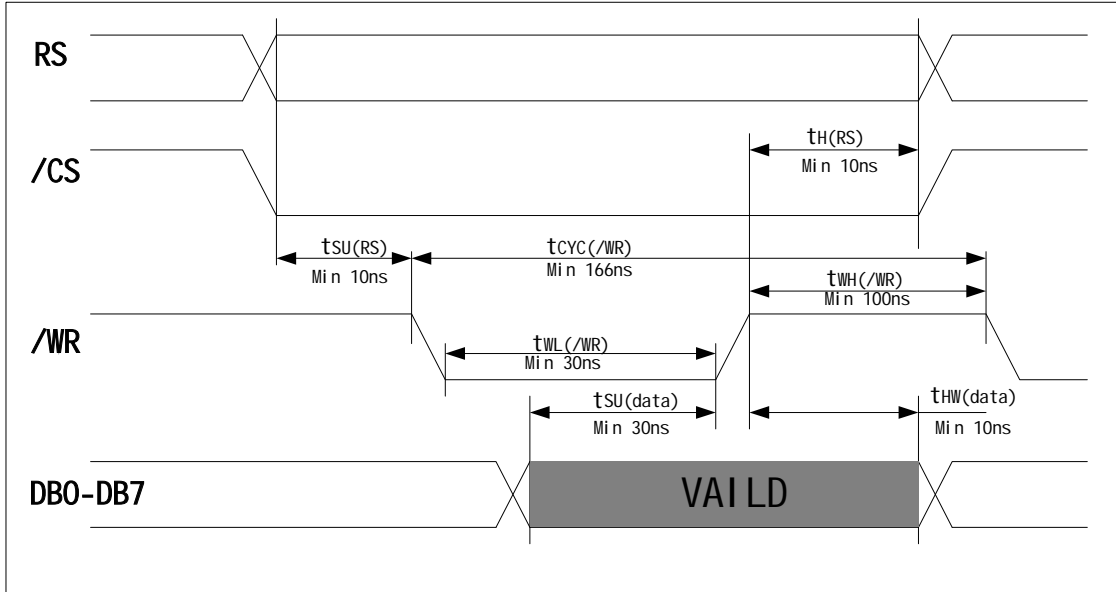 RS
tH(RS)
Min 10ns
/CS
tSU(RS)
Min 10ns
tCYC(/WR)
Min 166ns
tWH(/WR)
Min 100ns
/WR
tWL(/WR)
Min 30ns
tSU(data)
Min 30ns
tHW(data)
Min 10ns
DB0-DB7
VAILD